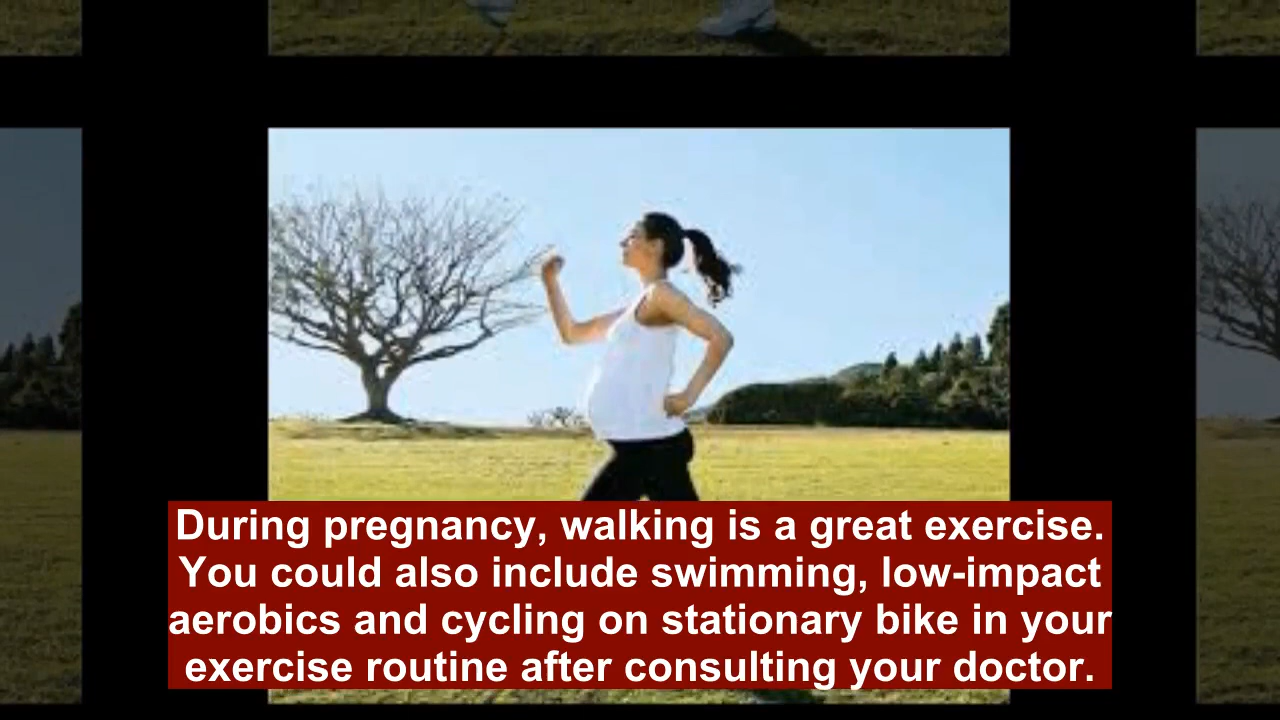 During pregnancy, walking is a great exercise.
You could also include swimming, low-impact
aerobics and cycling on stationary bike in your
exercise routine after consulting your doctor.